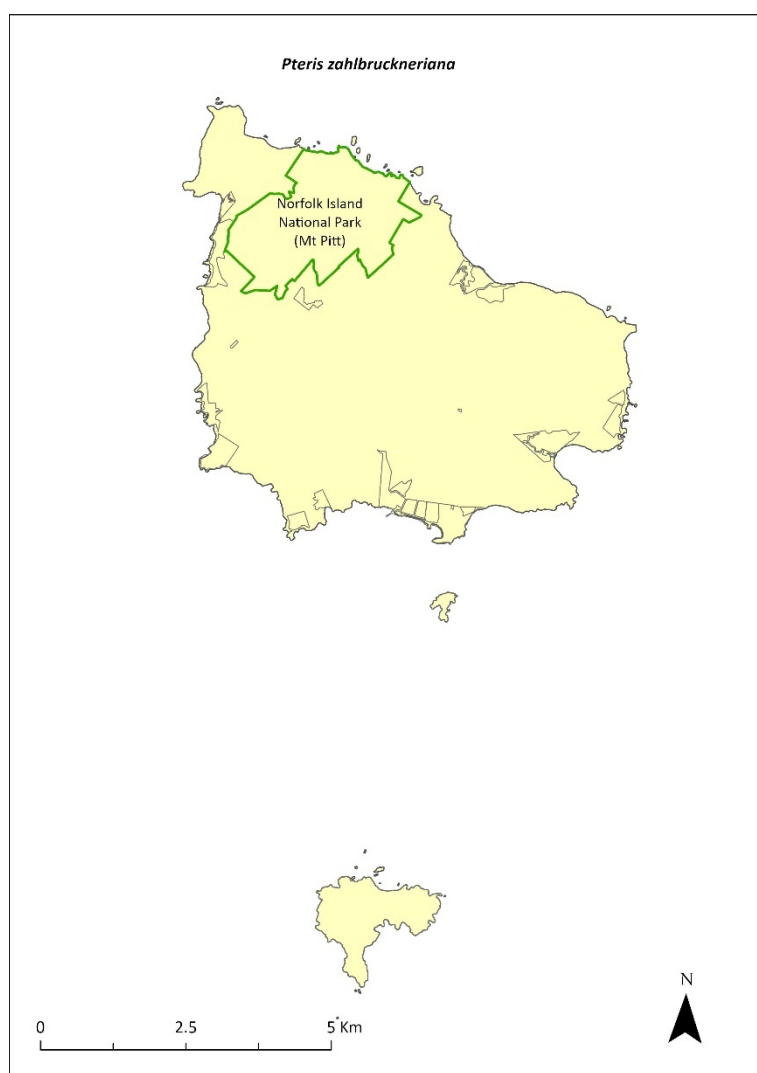 Pteris zahlbruckneriana
Norfolk Island
National Park
(Mt Pitt)
N
0 2.5 5 Km